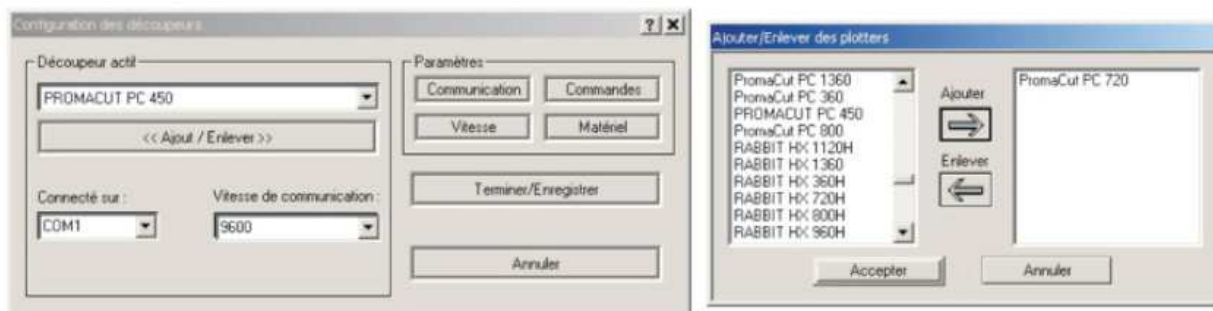 Configuration des découpeurs
Découpeur actif
PROMACUT PC 450
<< Ajout / Enlever >>
Connecté sur :
COM1
Vitesse de communication :
9600
Paramètres
Communication
Commandes
Vitesse
Matériel
Terminer/Enregistrer
Annuler
Ajouter/Enlever des plotters
PromaCut PC 1360
PromaCut PC 360
PROMACUT PC 450
PromaCut PC 800
RABBIT HX 1120H
RABBIT HX 1360
RABBIT HX 360H
RABBIT HX 720H
RABBIT HX 800H
RABBIT HX 960H
Ajouter
Enlever
PromaCut PC 720
Accepter
Annuler